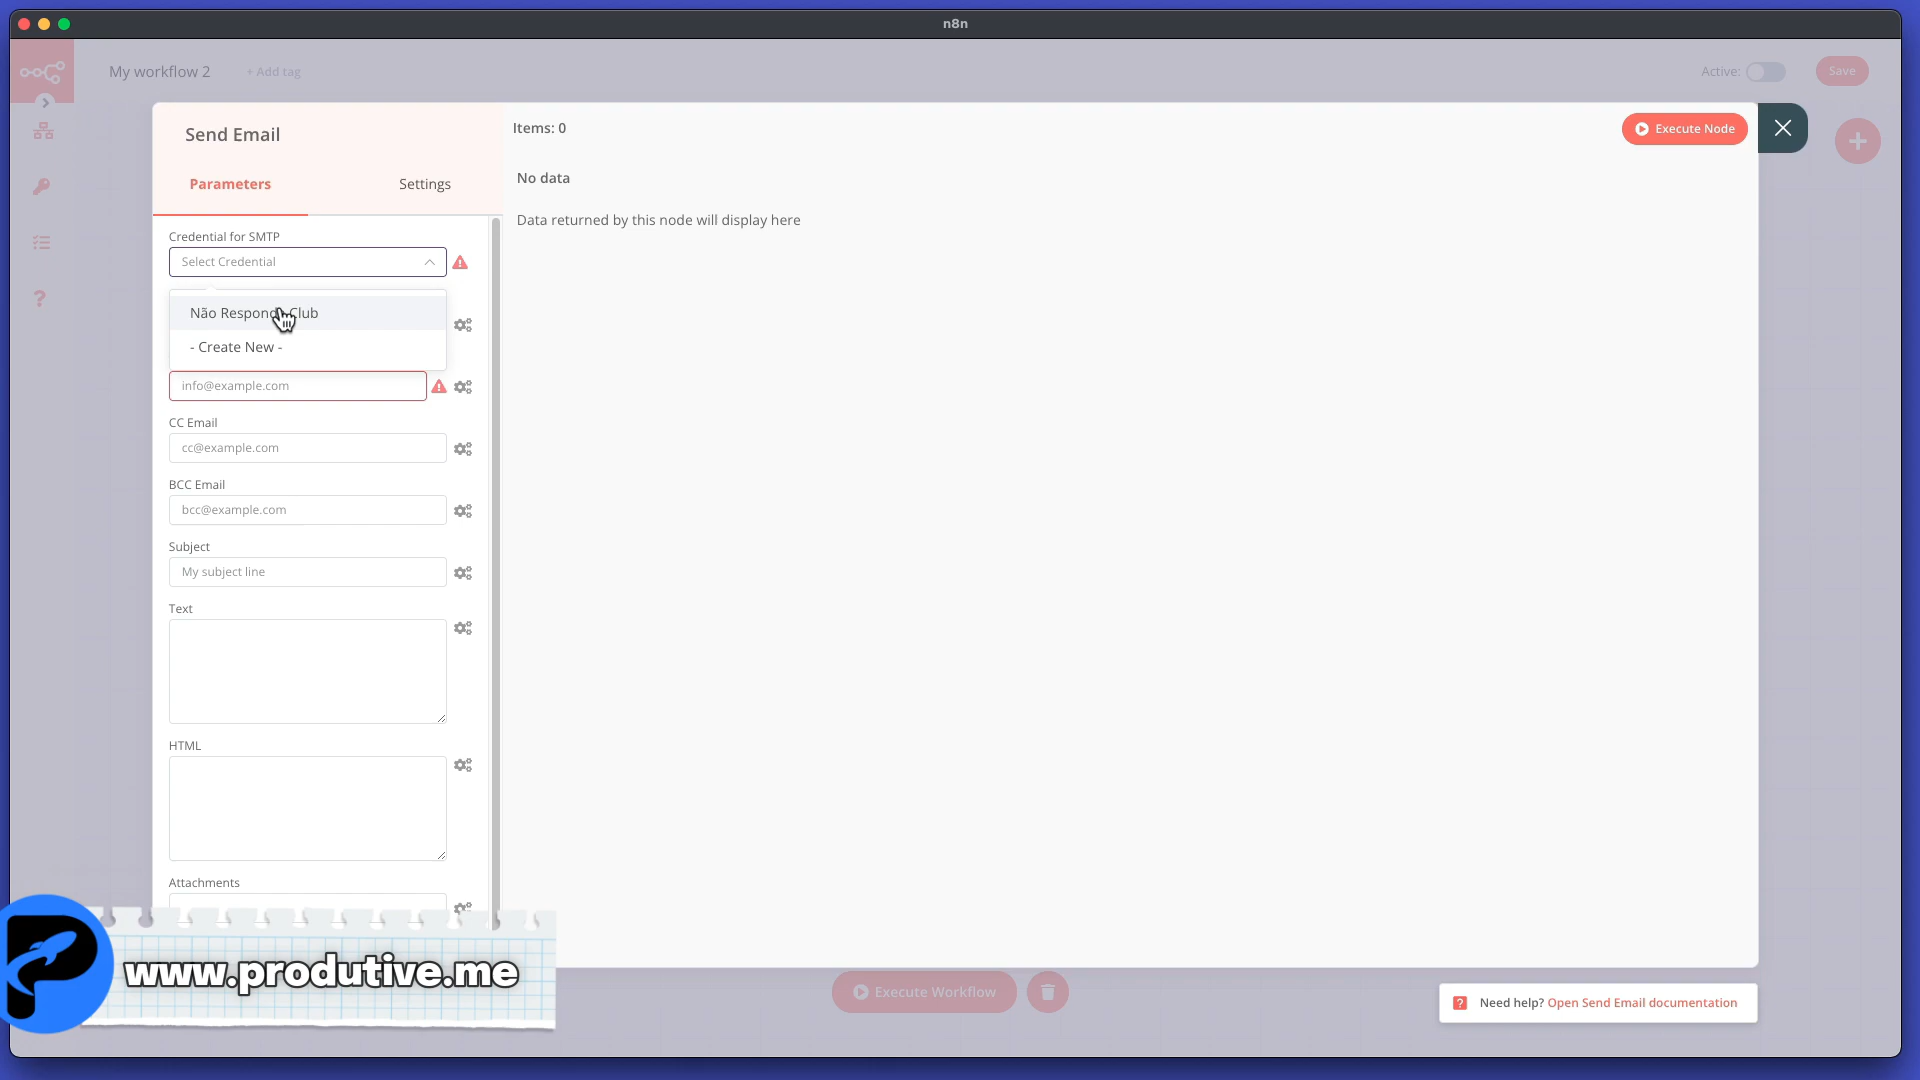 n8n
My workflow 2
+ Add tag
Active:
Save
Send Email
Parameters
Settings
Items: 0
Execute Node
No data
Data returned by this node will display here
Credential for SMTP
Select Credential
Não Club
- Create New -
info@example.com
CC Email
cc@example.com
BCC Email
bcc@example.com
Subject
My subject line
Text
HTML
Attachments
www.produtive.me
Execute Workflow
Need help? Open Send Email documentation